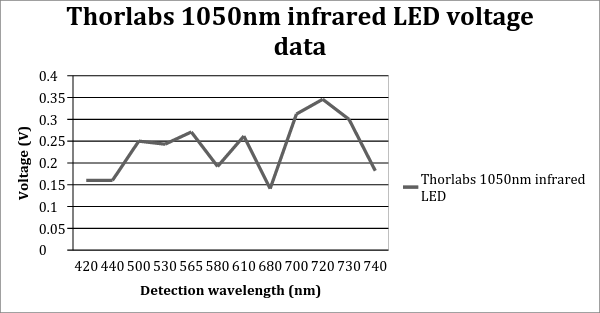 Thorlabs 1050nm infrared LED voltage
data
0.4
0.35
0.3
0.25
0.2
0.15
0.1
0.05
0
Voltage (V)
420 440 500 530 565 580 610 680 700 720 730 740
Detection wavelength (nm)
Thorlabs 1050nm infrared
LED